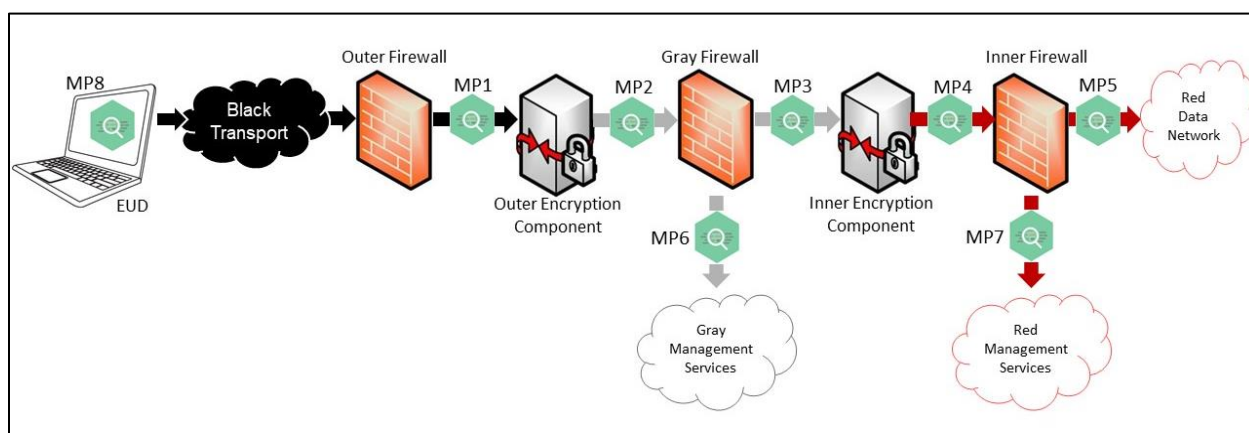 MP8
EUD
Black
Transport
Outer Firewall
MP1
Outer Encryption
Component
MP2
Gray Firewall
MP6
Gray
Management
Services
MP3
Inner Encryption
Component
MP4
Inner Firewall
MP7
Red
Management
Services
MP5
Red
Data
Network